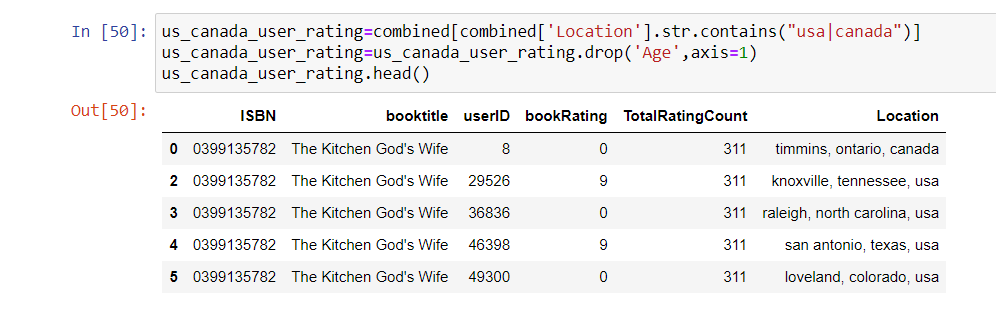 In [50]: us_canada_user_rating=combined[combined['Location'].str.contains("usa|canada")]
us_canada_user_rating=us_canada_user_rating.drop('Age',axis=1)
us_canada_user_rating.head()
Out[50]:
ISBN booktitle userID bookRating TotalRatingCount Location
0 0399135782 The Kitchen God's Wife 8 0 311 timmins, ontario, canada
2 0399135782 The Kitchen God's Wife 29526 9 311 knoxville, tennessee, usa
3 0399135782 The Kitchen God's Wife 36836 0 311 raleigh, north carolina, usa
4 0399135782 The Kitchen God's Wife 46398 9 311 san antonio, texas, usa
5 0399135782 The Kitchen God's Wife 49300 0 311 loveland, colorado, usa